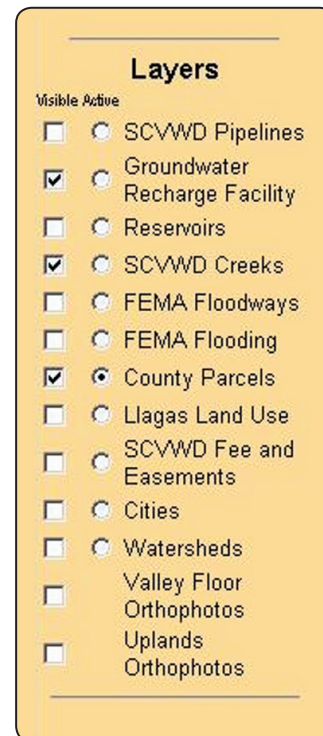 Layers
Visible Active
SCVWD Pipelines
Groundwater
Recharge Facility
Reservoirs
SCVWD Creeks
FEMA Floodways
FEMA Flooding
County Parcels
Llagas Land Use
SCVWD Fee and
Easements
Cities
Watersheds
Valley Floor
Orthophotos
Uplands
Orthophotos